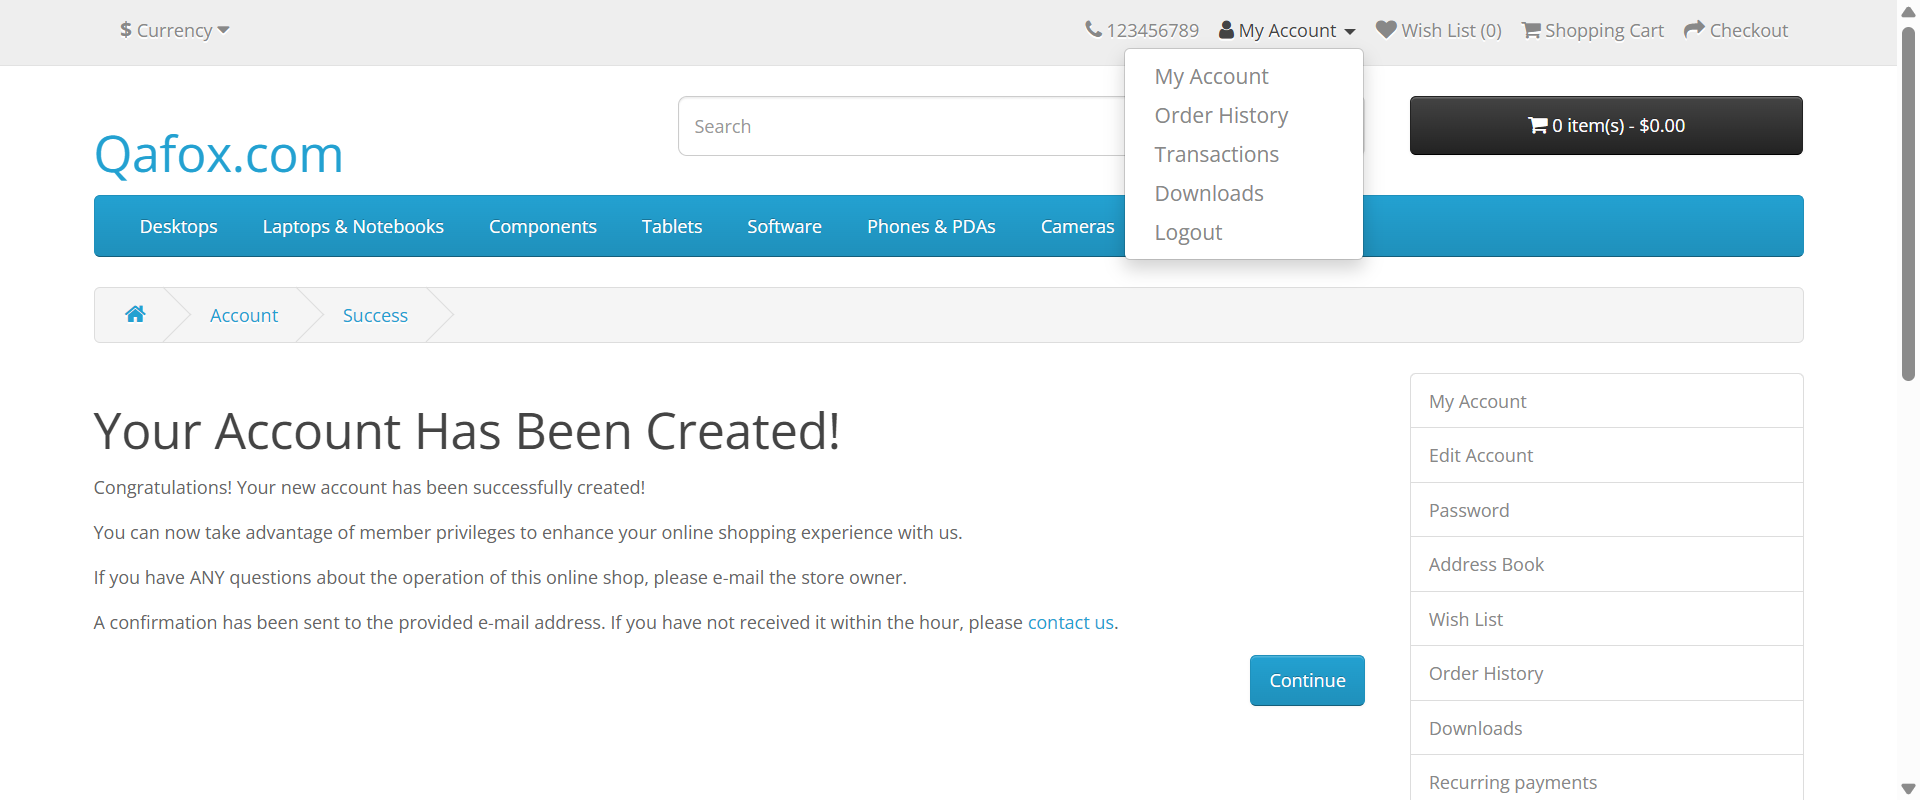 $ Currency
123456789 My Account Wish List (0) Shopping Cart Checkout
My Account
Order History
Transactions
Downloads
Logout
Qafox.com
Search
0 item(s) - $0.00
Desktops Laptops & Notebooks Components Tablets Software Phones & PDAs Cameras
Account Success
Your Account Has Been Created!
Congratulations! Your new account has been successfully created!
You can now take advantage of member privileges to enhance your online shopping experience with us.
If you have ANY questions about the operation of this online shop, please e-mail the store owner.
A confirmation has been sent to the provided e-mail address. If you have not received it within the hour, please contact us.
Continue
My Account
Edit Account
Password
Address Book
Wish List
Order History
Downloads
Recurring payments